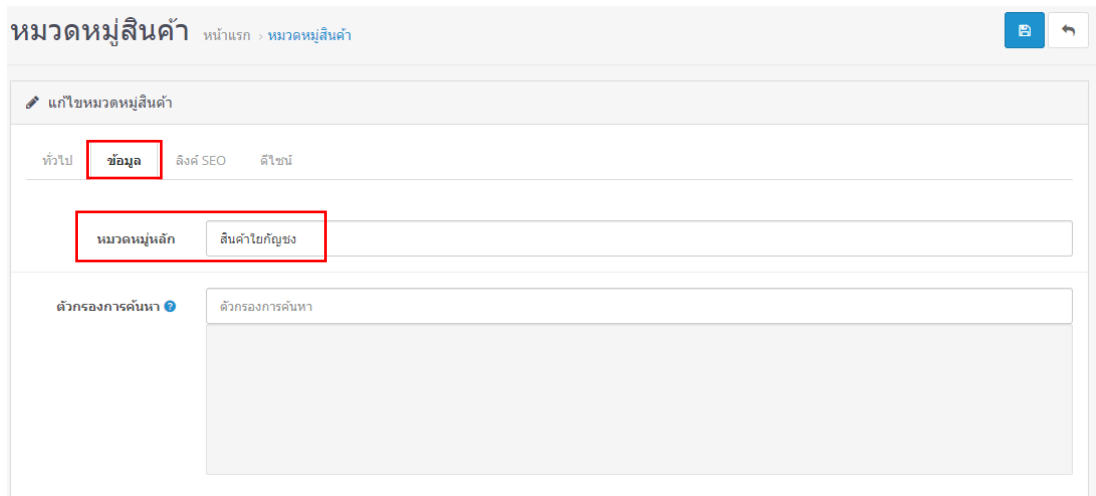 หมวดหมู่สินค้า หน้าแรก › หมวดหมู่สินค้า
แก้ไขหมวดหมู่สินค้า
ทั่วไป ข้อมูล ลิงค์ SEO ดีไซน์
หมวดหมู่หลัก สินค้าใยกัญชง
ตัวกรองการค้นหา ? ตัวกรองการค้นหา